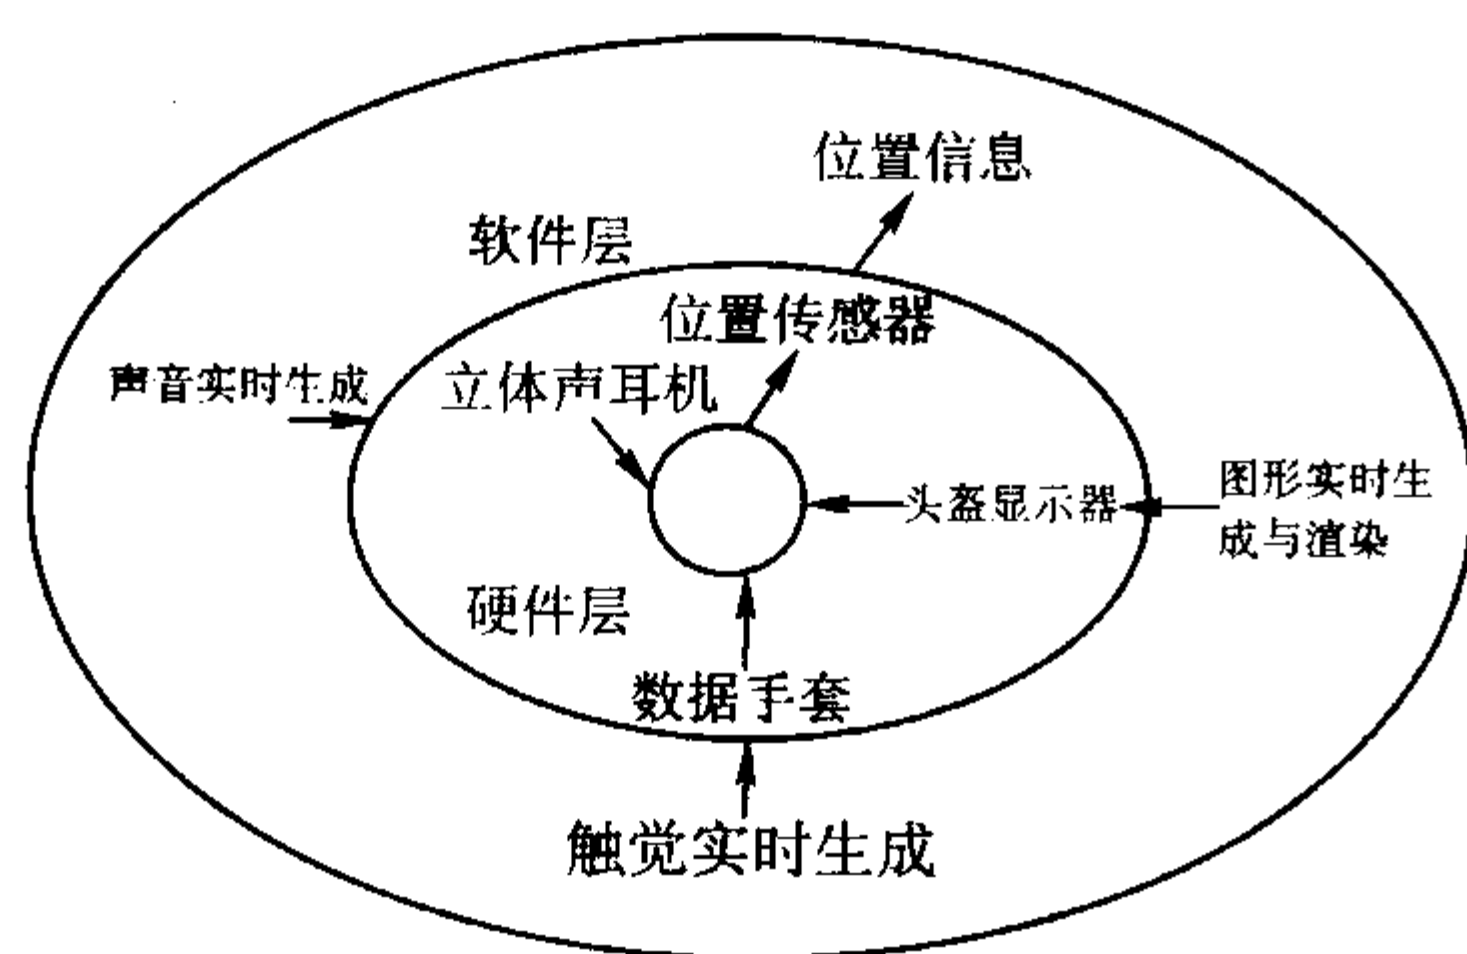 位置信息
软件层
位置传感器
声音实时生成
立体声耳机
头盔显示器
图形实时生
成与渲染
硬件层
数据手套
触觉实时生成